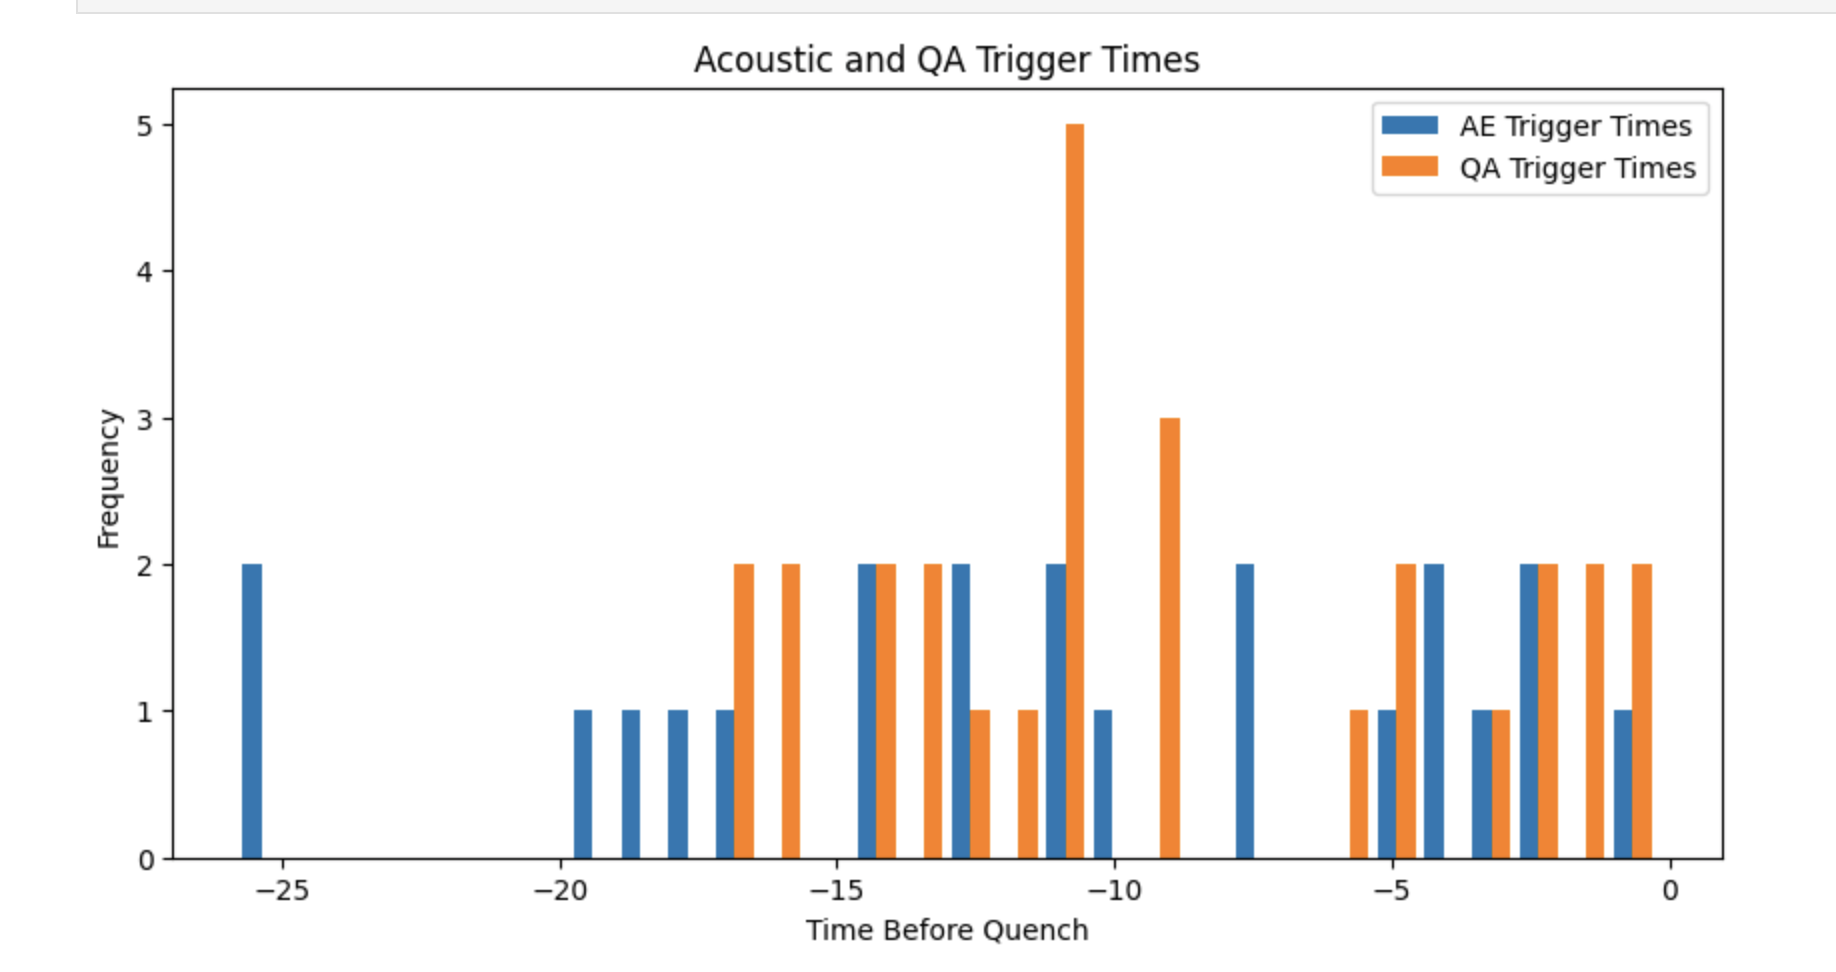 Acoustic and QA Trigger Times
AE Trigger Times
QA Trigger Times
5
4
3
2
1
0
Frequency
−25
−20
−15
−10
−5
0
Time Before Quench